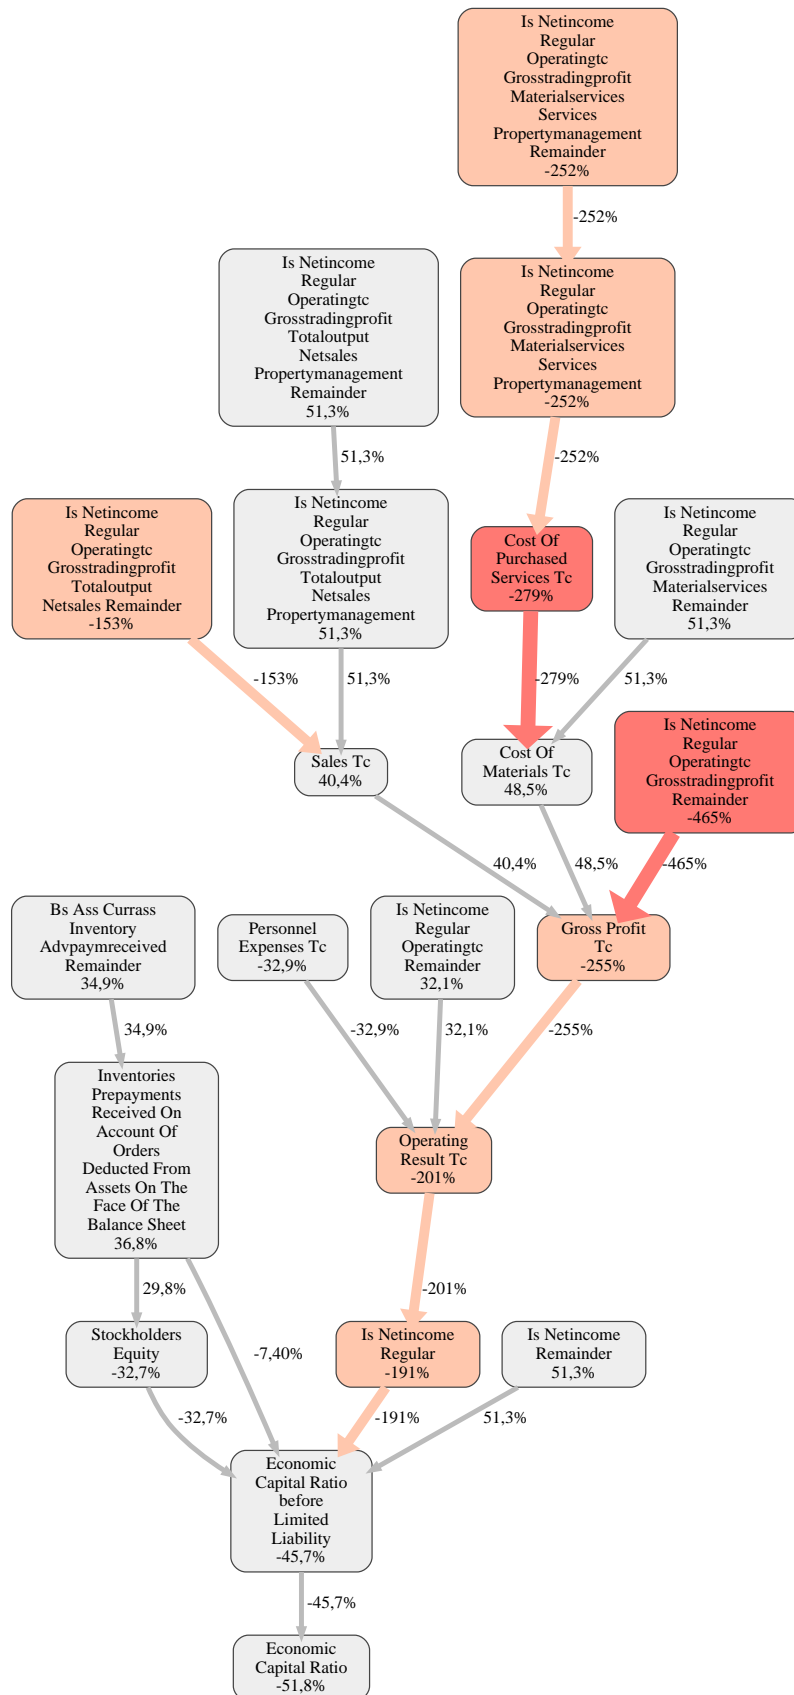 Is Netincome
Regular
Operatingtc
Grosstradingprofit
Materialservices
Services
Propertymanagement
Remainder
-252%
-252%
Is Netincome
Regular
Operatingtc
Grosstradingprofit
Totaloutput
Netsales
Propertymanagement
Remainder
51,3%
Is Netincome
Regular
Operatingtc
Grosstradingprofit
Materialservices
Services
Propertymanagement
-252%
51,3%
-252%
Is Netincome
Regular
Operatingtc
Grosstradingprofit
Totaloutput
Netsales Remainder
-153%
Is Netincome
Regular
Operatingtc
Grosstradingprofit
Totaloutput
Netsales
Propertymanagement
51,3%
Cost Of
Purchased
Services Tc
-279%
Is Netincome
Regular
Operatingtc
Grosstradingprofit
Materialservices
Remainder
51,3%
-153%
51,3%
-279%
51,3%
Sales Tc
40,4%
Cost Of
Materials Tc
48,5%
Is Netincome
Regular
Operatingtc
Grosstradingprofit
Remainder
-465%
40,4%
48,5%
-465%
Bs Ass Currass
Inventory
Advpaymreceived
Remainder
34,9%
Personnel
Expenses Tc
-32,9%
Is Netincome
Regular
Operatingtc
Remainder
32,1%
Gross Profit
Tc
-255%
34,9%
-32,9%
32,1%
-255%
Inventories
Prepayments
Received On
Account Of
Orders
Deducted From
Assets On The
Face Of The
Balance Sheet
36,8%
Operating
Result Tc
-201%
29,8%
-7,40%
-201%
Stockholders
Equity
-32,7%
Is Netincome
Regular
-191%
Is Netincome
Remainder
51,3%
-32,7%
-191%
51,3%
Economic
Capital Ratio
before
Limited
Liability
-45,7%
-45,7%
Economic
Capital Ratio
-51,8%